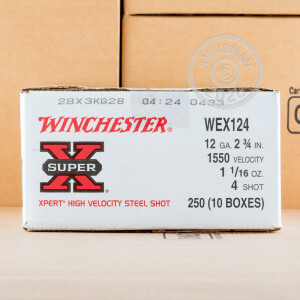 28X3KG28 04:24 0433
WINCHESTER
WEX124
12 GA. 2 3/4 IN.
1550 VELOCITY
1 1/16 OZ.
4 SHOT
SUPER
X
XPERT HIGH VELOCITY STEEL SHOT
250 (10 BOXES)